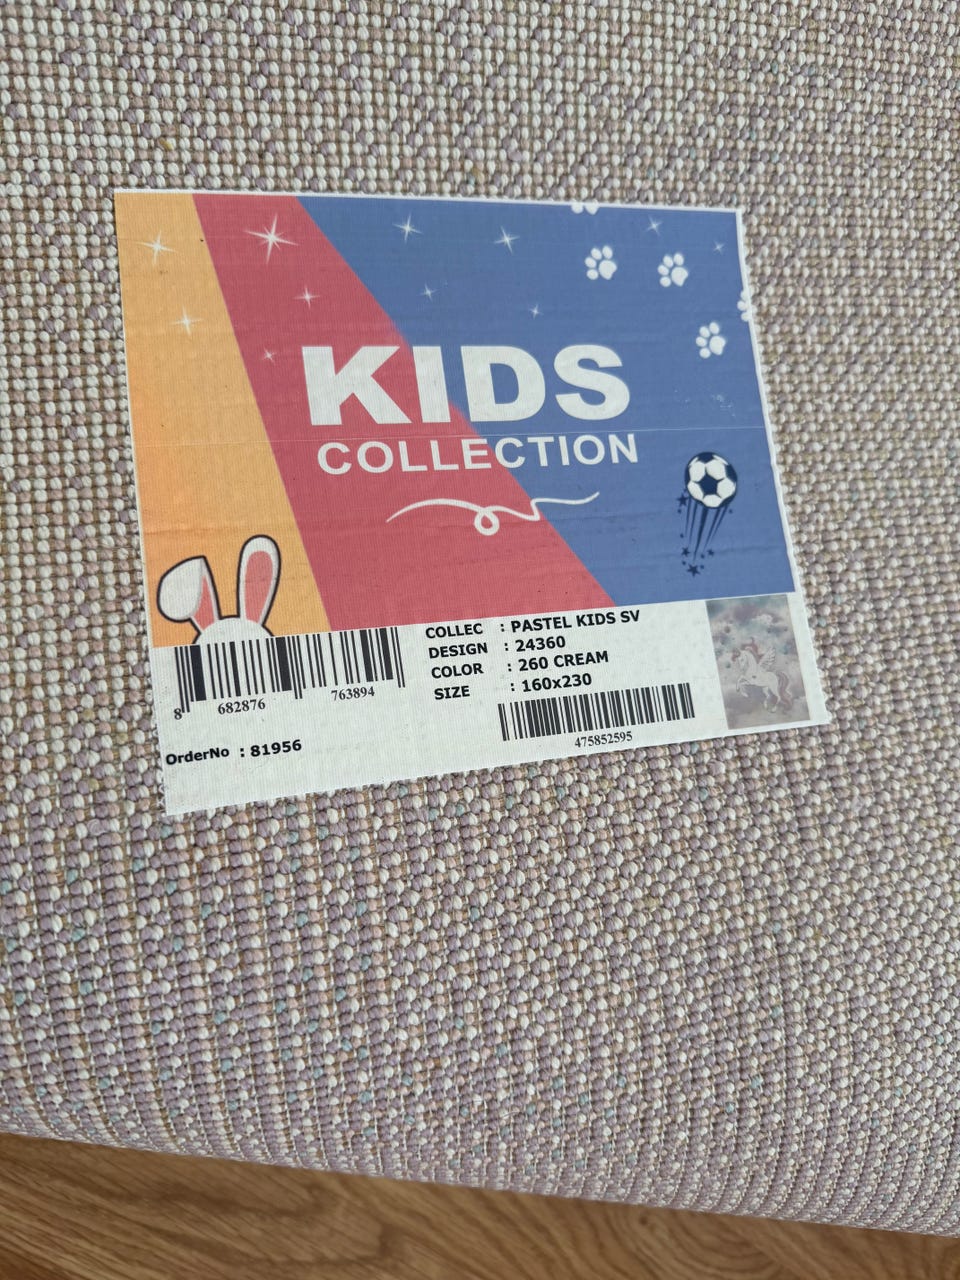 KIDS
COLLECTION
COLLEC : PASTEL KIDS SV
DESIGN : 24360
COLOR : 260 CREAM
SIZE : 160x230
8 682876 763894
475852595
OrderNo : 81956